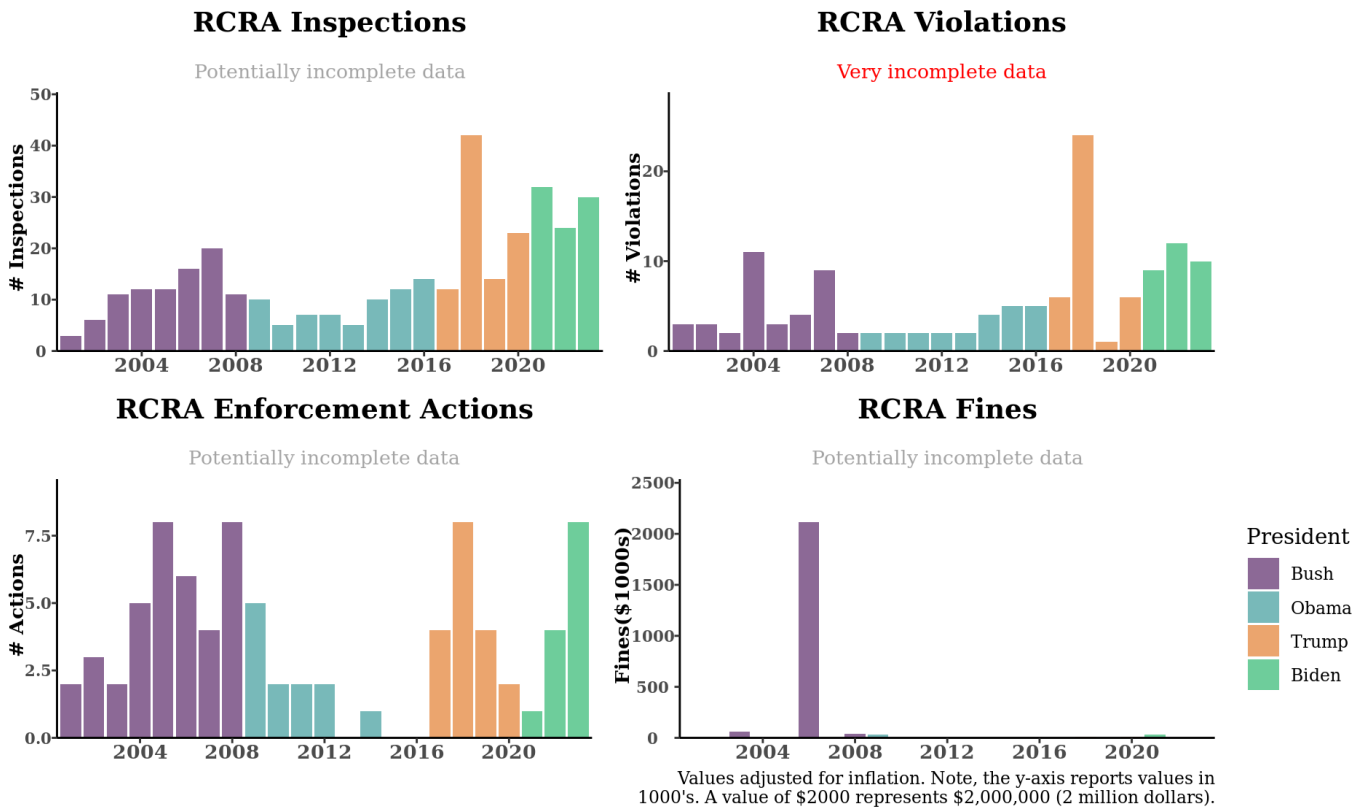 RCRA Inspections
Potentially incomplete data
# Inspections
50
40
30
20
10
0
2004 2008 2012 2016 2020
RCRA Violations
Very incomplete data
# Violations
20
10
0
2004 2008 2012 2016 2020
RCRA Enforcement Actions
Potentially incomplete data
# Actions
7.5
5.0
2.5
0.0
2004 2008 2012 2016 2020
RCRA Fines
Potentially incomplete data
Fines($1000s)
2500
2000
1500
1000
500
0
2004 2008 2012 2016 2020
President
Bush
Obama
Trump
Biden
Values adjusted for inflation. Note, the y-axis reports values in
1000's. A value of $2000 represents $2,000,000 (2 million dollars).